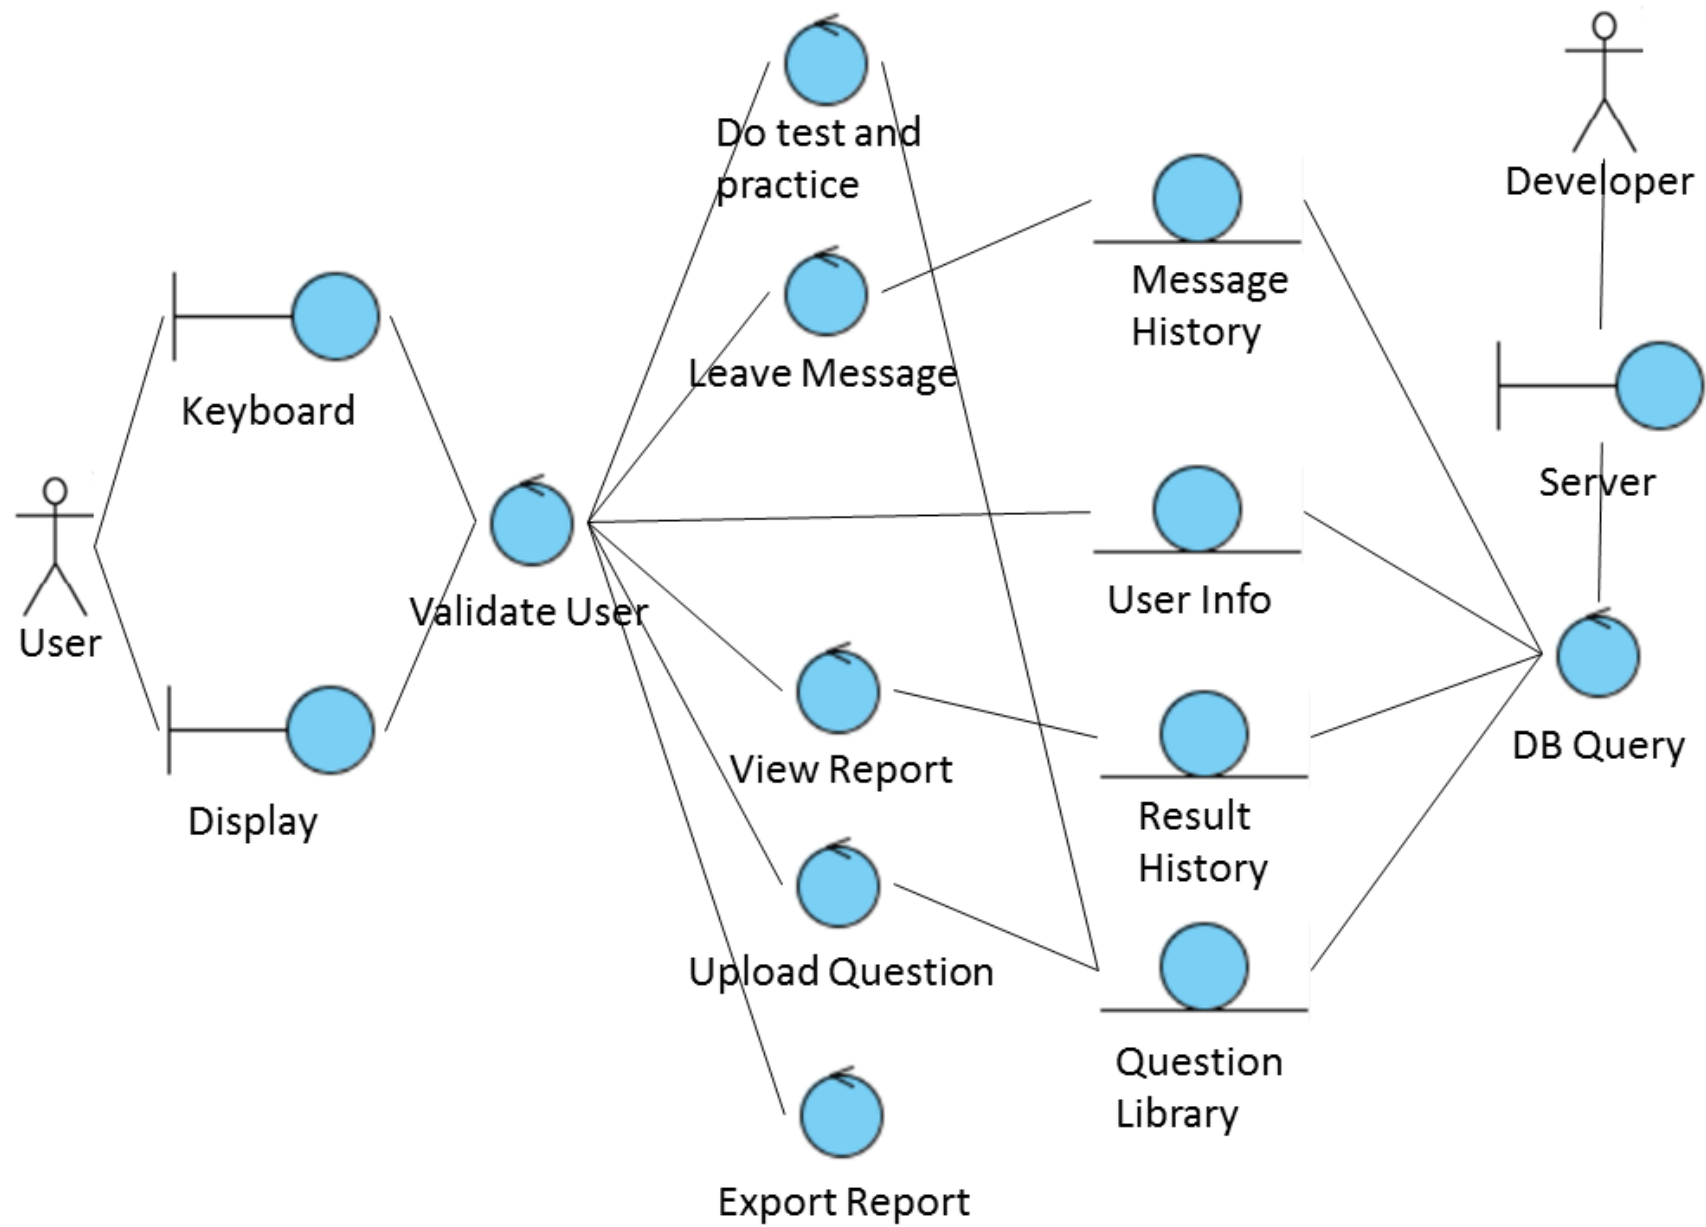 Do test and
practice
Developer
Message
History
Leave Message
Keyboard
Server
User Info
Validate User
User
DB Query
View Report
Display
Result
History
Upload Question
Question
Library
Export Report